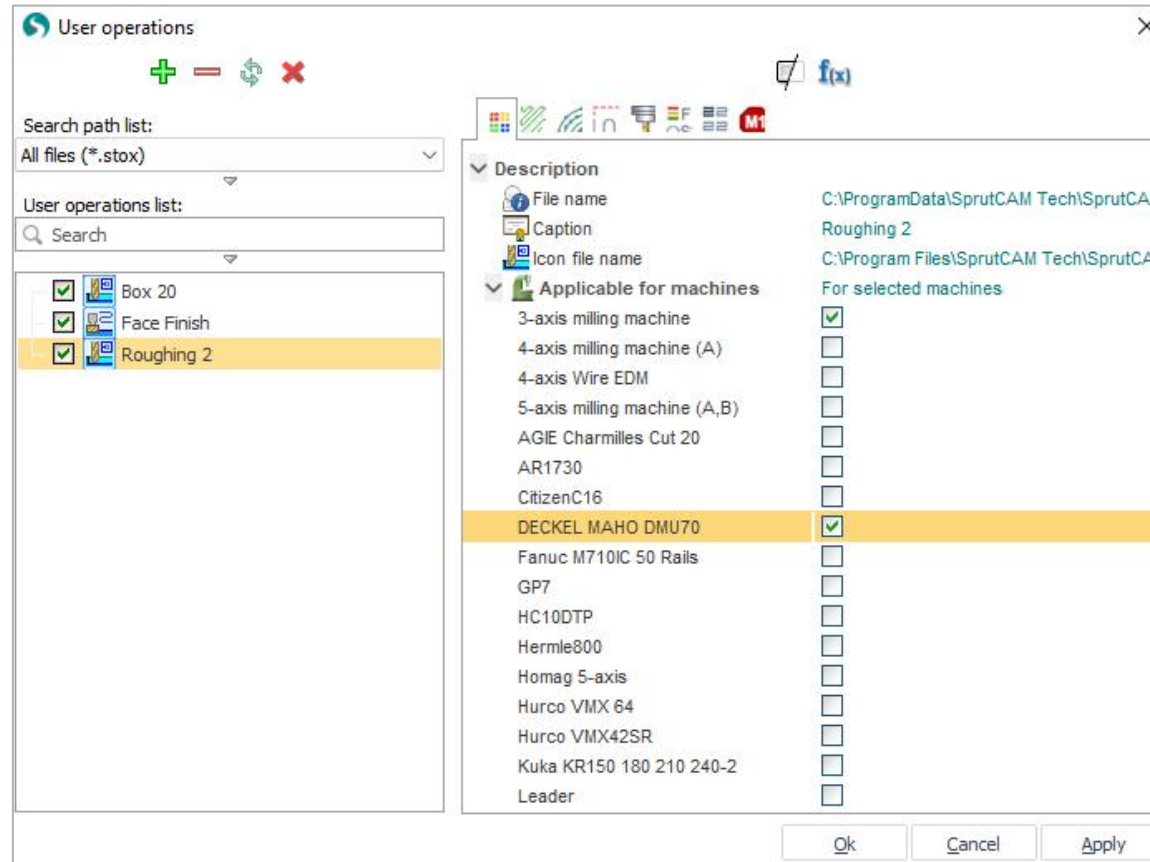 User operations
f(x)
Search path list:
All files (*.stox)
User operations list:
Search
Box 20
Face Finish
Roughing 2
M1
Description
File name C:\ProgramData\SprutCAM Tech\SprutCA
Caption Roughing 2
Icon file name C:\Program Files\SprutCAM Tech\SprutCA
Applicable for machines For selected machines
3-axis milling machine
4-axis milling machine (A)
4-axis Wire EDM
5-axis milling machine (A,B)
AGIE Charmilles Cut 20
AR1730
CitizenC16
DECKEL MAHO DMU70
Fanuc M710IC 50 Rails
GP7
HC10DTP
Hermle800
Homag 5-axis
Hurco VMX 64
Hurco VMX42SR
Kuka KR150 180 210 240-2
Leader
Ok Cancel Apply